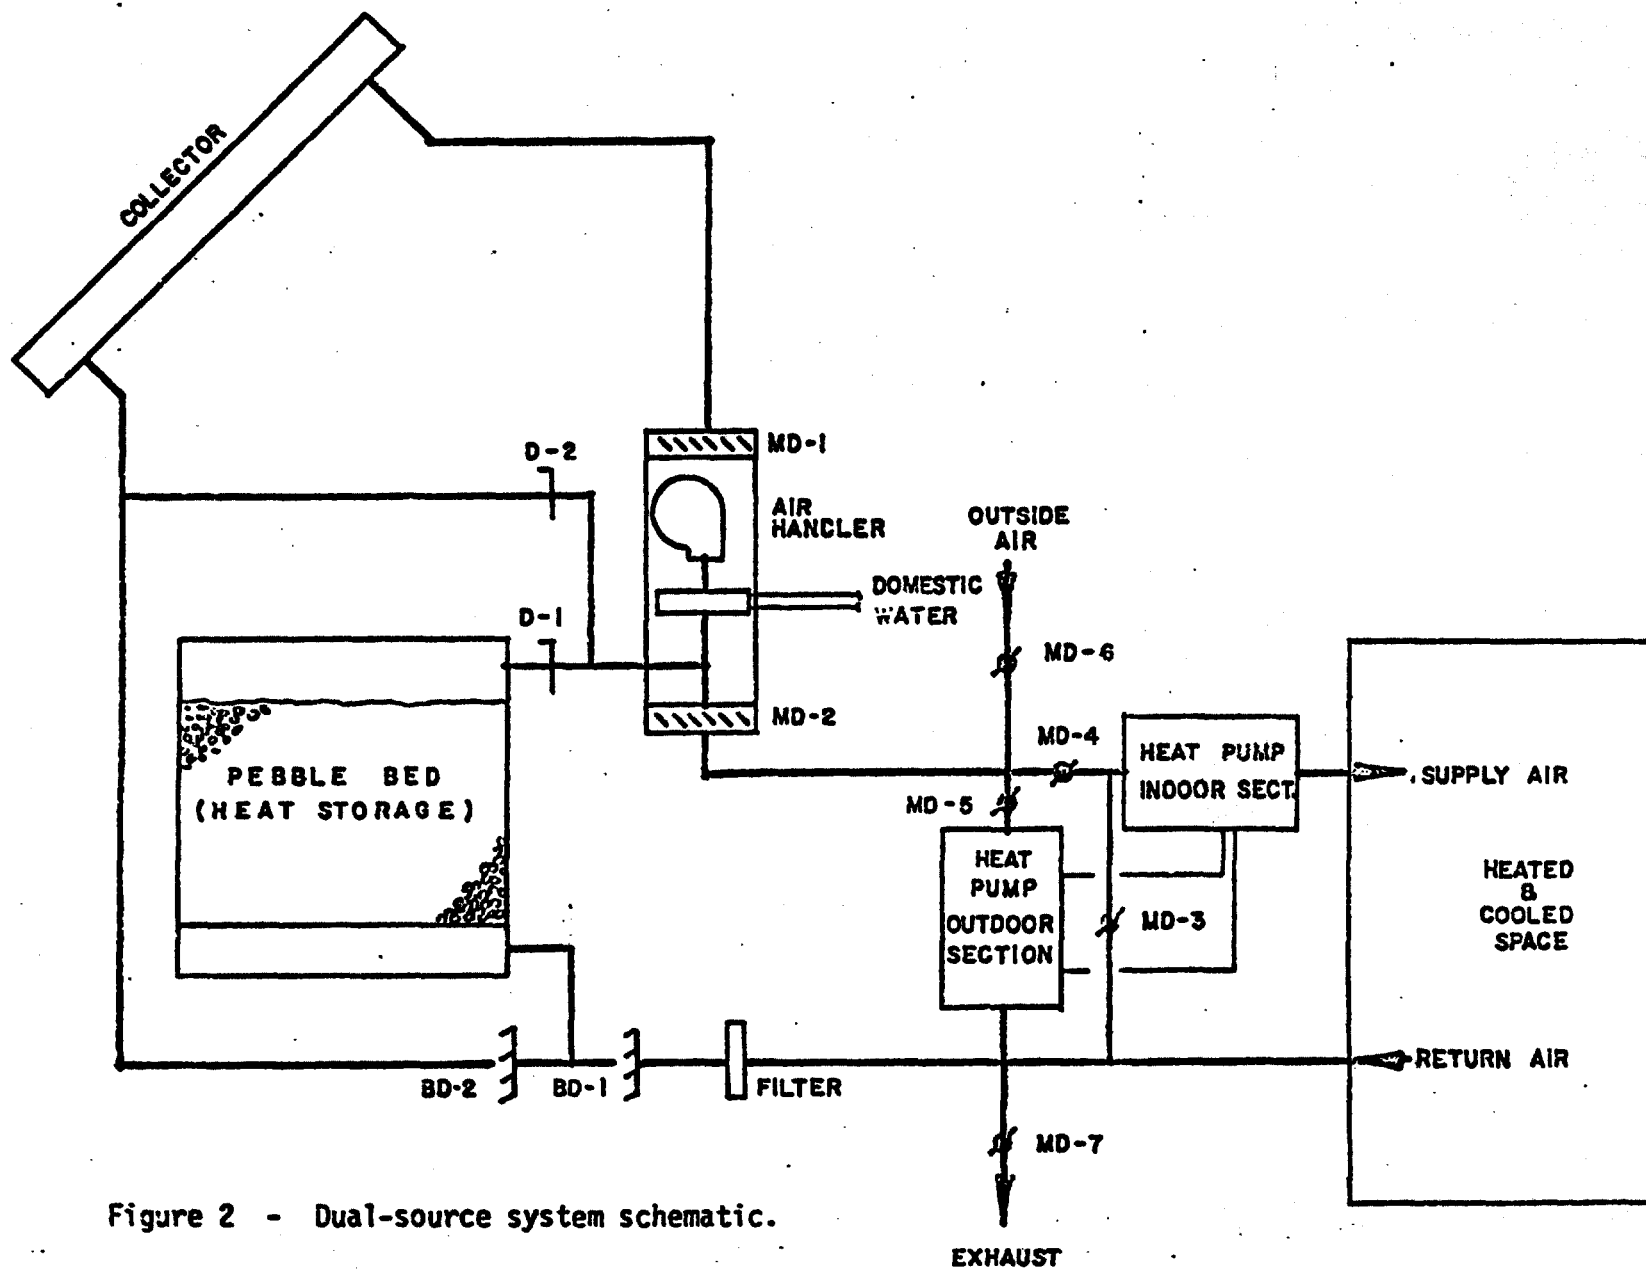 COLLECTOR
MD-1
D-2
AIR
HANDLER
OUTSIDE
AIR
DOMESTIC
WATER
D-1
MD-6
MD-2
MD-4
HEAT PUMP
INDOOR SECT.
SUPPLY AIR
PEBBLE BED
(HEAT STORAGE)
MD-5
HEAT
PUMP
OUTDOOR
SECTION
MD-3
HEATED
&
COOLED
SPACE
BD-2
BD-1
FILTER
RETURN AIR
MD-7
Figure 2 - Dual-source system schematic.
EXHAUST